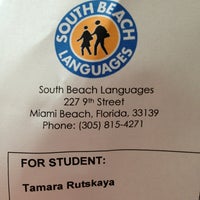 SOUTH BEACH
LANGUAGES
South Beach Languages
227 9th Street
Miami Beach, Florida, 33139
Phone: (305) 815-4271
FOR STUDENT:
Tamara Rutskaya